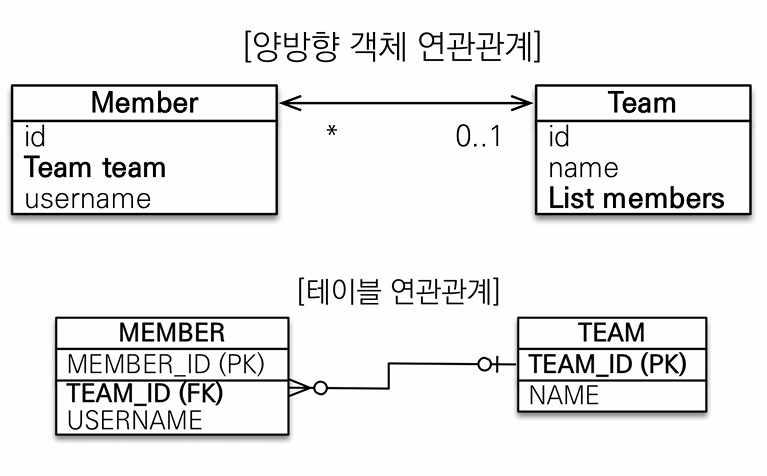 [양방향 객체 연관관계]
Member
id
Team team
username
*
0..1
Team
id
name
List members
[테이블 연관관계]
MEMBER
MEMBER_ID (PK)
TEAM_ID (FK)
USERNAME
TEAM
TEAM_ID (PK)
NAME